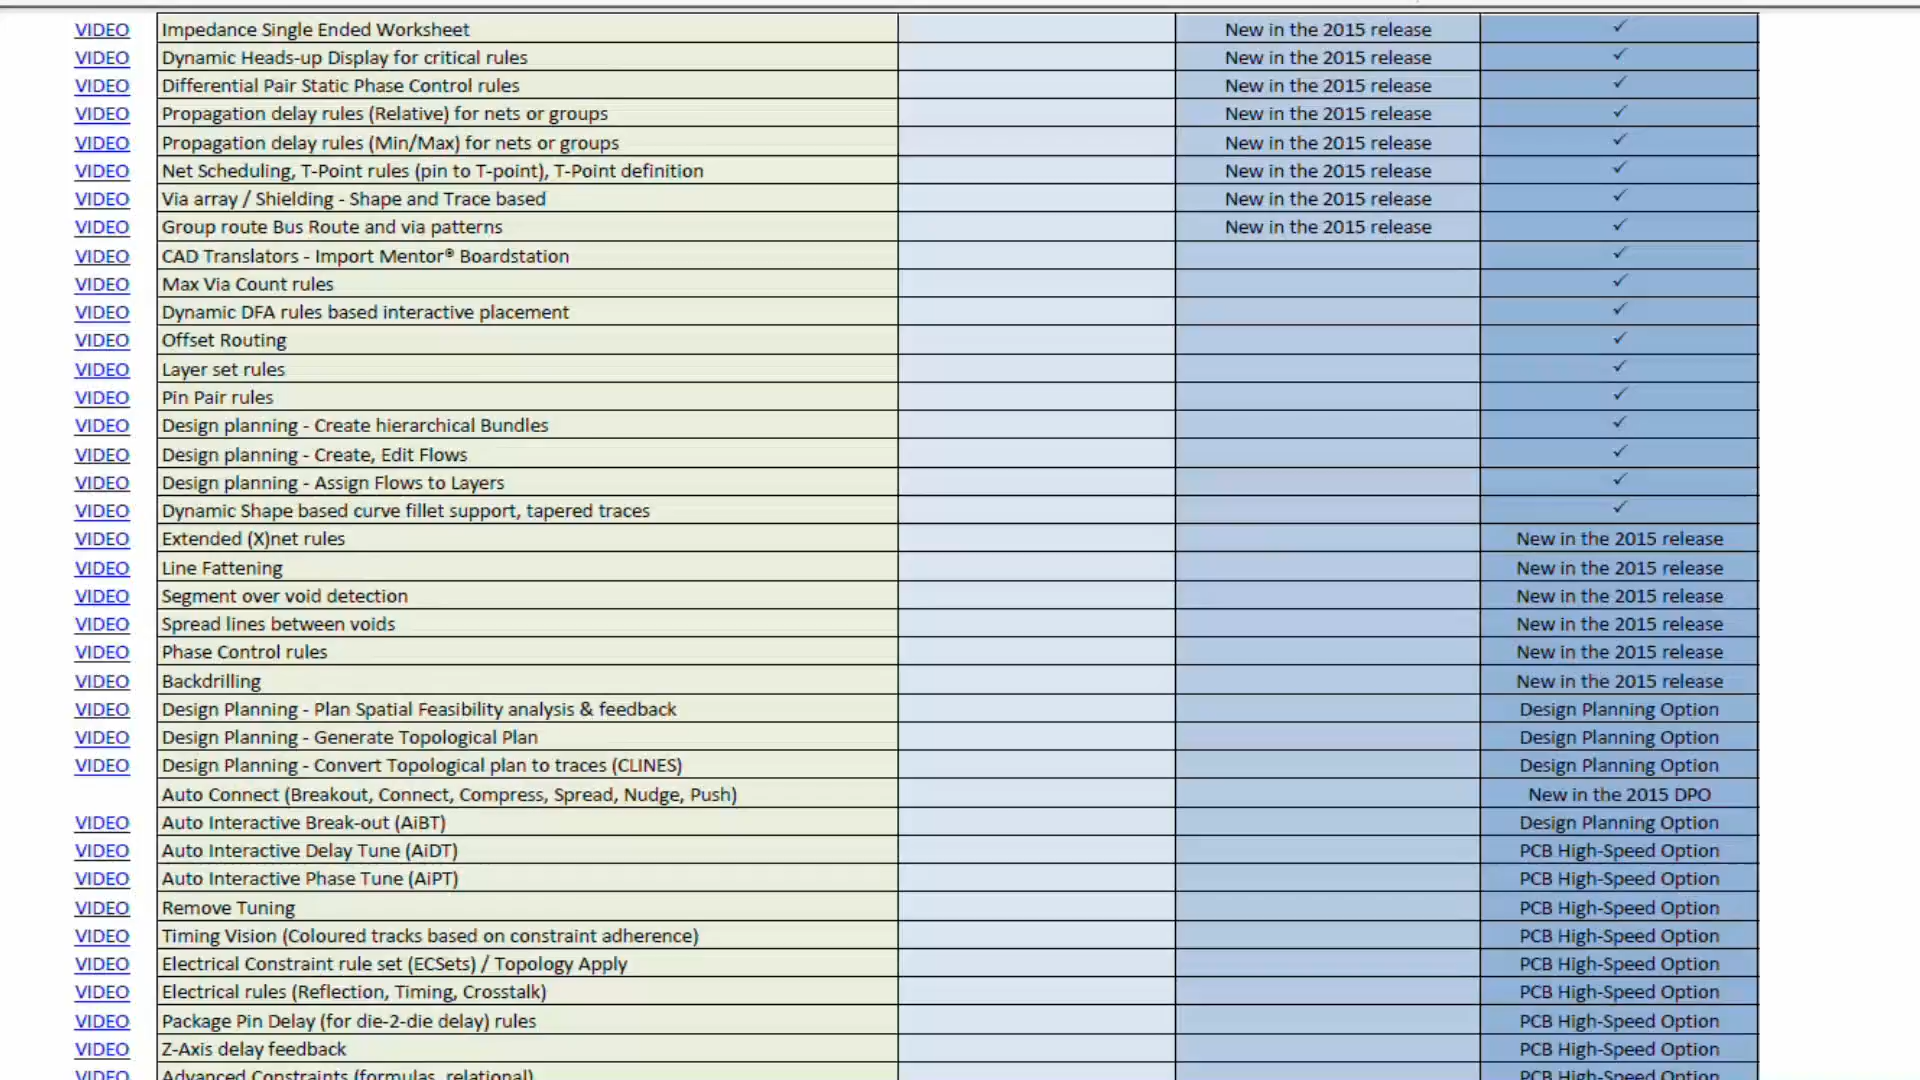 VIDEO Impedance Single Ended Worksheet New in the 2015 release ✓
VIDEO Dynamic Heads-up Display for critical rules New in the 2015 release ✓
VIDEO Differential Pair Static Phase Control rules New in the 2015 release ✓
VIDEO Propagation delay rules (Relative) for nets or groups New in the 2015 release ✓
VIDEO Propagation delay rules (Min/Max) for nets or groups New in the 2015 release ✓
VIDEO Net Scheduling, T-Point rules (pin to T-point), T-Point definition New in the 2015 release ✓
VIDEO Via array / Shielding - Shape and Trace based New in the 2015 release ✓
VIDEO Group route Bus Route and via patterns New in the 2015 release ✓
VIDEO CAD Translators - Import Mentor® Boardstation ✓
VIDEO Max Via Count rules ✓
VIDEO Dynamic DFA rules based interactive placement ✓
VIDEO Offset Routing ✓
VIDEO Layer set rules ✓
VIDEO Pin Pair rules ✓
VIDEO Design planning - Create hierarchical Bundles ✓
VIDEO Design planning - Create, Edit Flows ✓
VIDEO Design planning - Assign Flows to Layers ✓
VIDEO Dynamic Shape based curve fillet support, tapered traces ✓
VIDEO Extended (X)net rules New in the 2015 release
VIDEO Line Fattening New in the 2015 release
VIDEO Segment over void detection New in the 2015 release
VIDEO Spread lines between voids New in the 2015 release
VIDEO Phase Control rules New in the 2015 release
VIDEO Backdrilling New in the 2015 release
VIDEO Design Planning - Plan Spatial Feasibility analysis & feedback Design Planning Option
VIDEO Design Planning - Generate Topological Plan Design Planning Option
VIDEO Design Planning - Convert Topological plan to traces (CLINES) Design Planning Option
Auto Connect (Breakout, Connect, Compress, Spread, Nudge, Push) New in the 2015 DPO
VIDEO Auto Interactive Break-out (AiBT) Design Planning Option
VIDEO Auto Interactive Delay Tune (AiDT) PCB High-Speed Option
VIDEO Auto Interactive Phase Tune (AiPT) PCB High-Speed Option
VIDEO Remove Tuning PCB High-Speed Option
VIDEO Timing Vision (Coloured tracks based on constraint adherence) PCB High-Speed Option
VIDEO Electrical Constraint rule set (ECSets) / Topology Apply PCB High-Speed Option
VIDEO Electrical rules (Reflection, Timing, Crosstalk) PCB High-Speed Option
VIDEO Package Pin Delay (for die-2-die delay) rules PCB High-Speed Option
VIDEO Z-Axis delay feedback PCB High-Speed Option
VIDEO Advanced Constraints (formulas, relational) PCB High-Speed Option